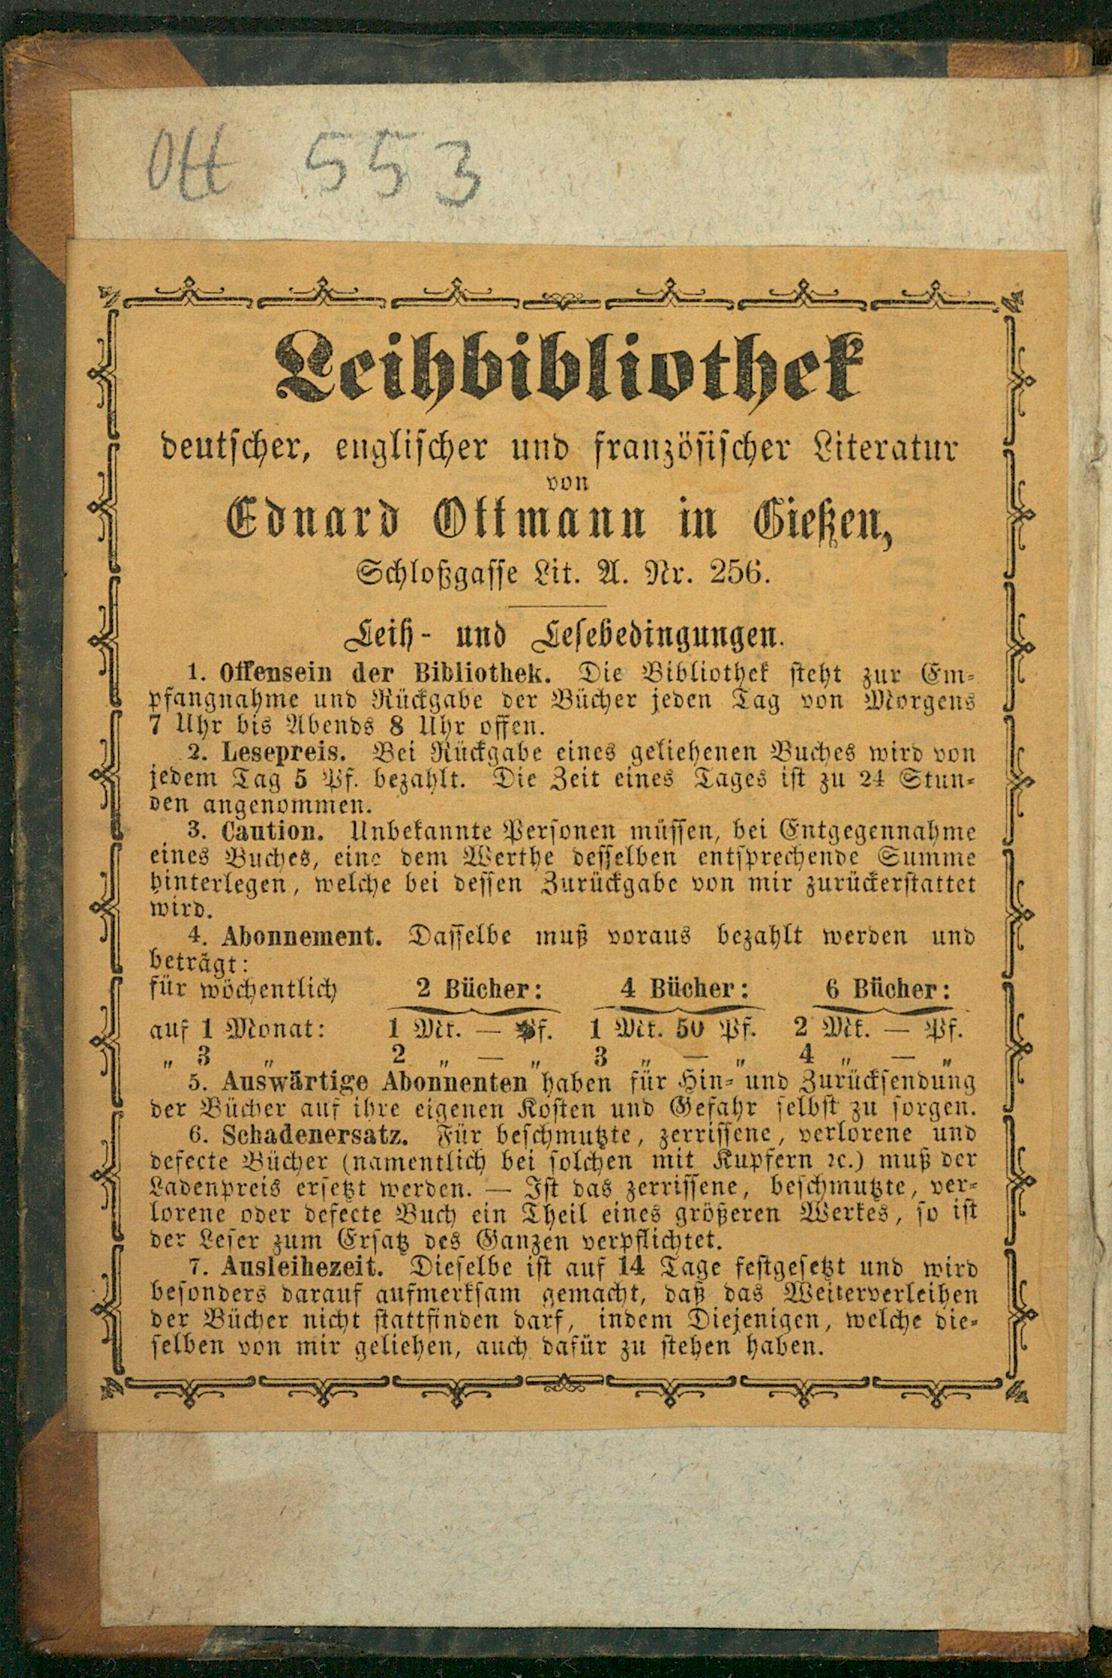 Ott 553
Leihbibliothek
deutscher, englischer und französischer Literatur
von
Eduard Ottmann in Gießen,
Schloßgasse Lit. A. Nr. 256.
Leih- und Lesebedingungen.
1. Offensein der Bibliothek. Die Bibliothek steht zur Em-
pfangnahme und Rückgabe der Bücher jeden Tag von Morgens
7 Uhr bis Abends 8 Uhr offen.
2. Lesepreis. Bei Rückgabe eines geliehenen Buches wird von
jedem Tag 5 Pf. bezahlt. Die Zeit eines Tages ist zu 24 Stun-
den angenommen.
3. Caution. Unbekannte Personen müssen, bei Entgegennahme
eines Buches, eine dem Werthe desselben entsprechende Summe
hinterlegen, welche bei dessen Zurückgabe von mir zurückerstattet
wird.
4. Abonnement. Dasselbe muß voraus bezahlt werden und
beträgt:
für wöchentlich 2 Bücher: 4 Bücher: 6 Bücher:
auf 1 Monat: 1 Mk. — Pf. 1 Mk. 50 Pf. 2 Mk. — Pf.
„ 3 „ 2 „ — „ 3 „ — „ 4 „ — „
5. Auswärtige Abonnenten haben für Hin- und Zurücksendung
der Bücher auf ihre eigenen Kosten und Gefahr selbst zu sorgen.
6. Schadenersatz. Für beschmutzte, zerrissene, verlorene und
defecte Bücher (namentlich bei solchen mit Kupfern ꝛc.) muß der
Ladenpreis ersetzt werden. — Ist das zerrissene, beschmutzte, ver-
lorene oder defecte Buch ein Theil eines größeren Werkes, so ist
der Leser zum Ersatz des Ganzen verpflichtet.
7. Ausleihezeit. Dieselbe ist auf 14 Tage festgesetzt und wird
besonders darauf aufmerksam gemacht, daß das Weiterverleihen
der Bücher nicht stattfinden darf, indem Diejenigen, welche die-
selben von mir geliehen, auch dafür zu stehen haben.